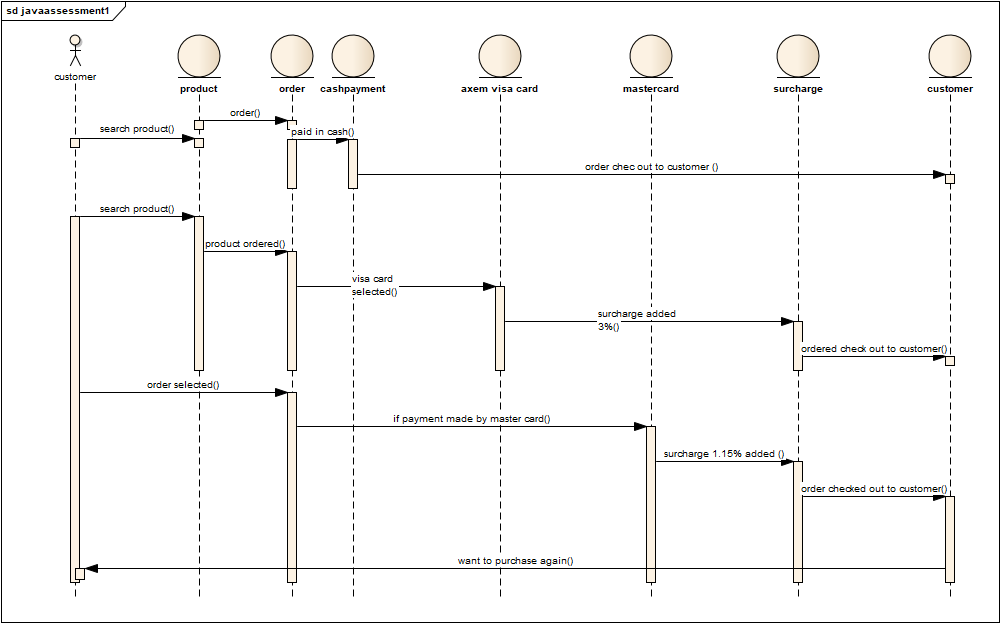 sd javaassessment1
customer
product
order
cashpayment
axem visa card
mastercard
surcharge
customer
order()
search product()
paid in cash()
order chec out to customer ()
search product()
product ordered()
visa card
selected()
surcharge added
3%()
ordered check out to customer()
order selected()
if payment made by master card()
surcharge 1.15% added ()
order checked out to customer()
want to purchase again()